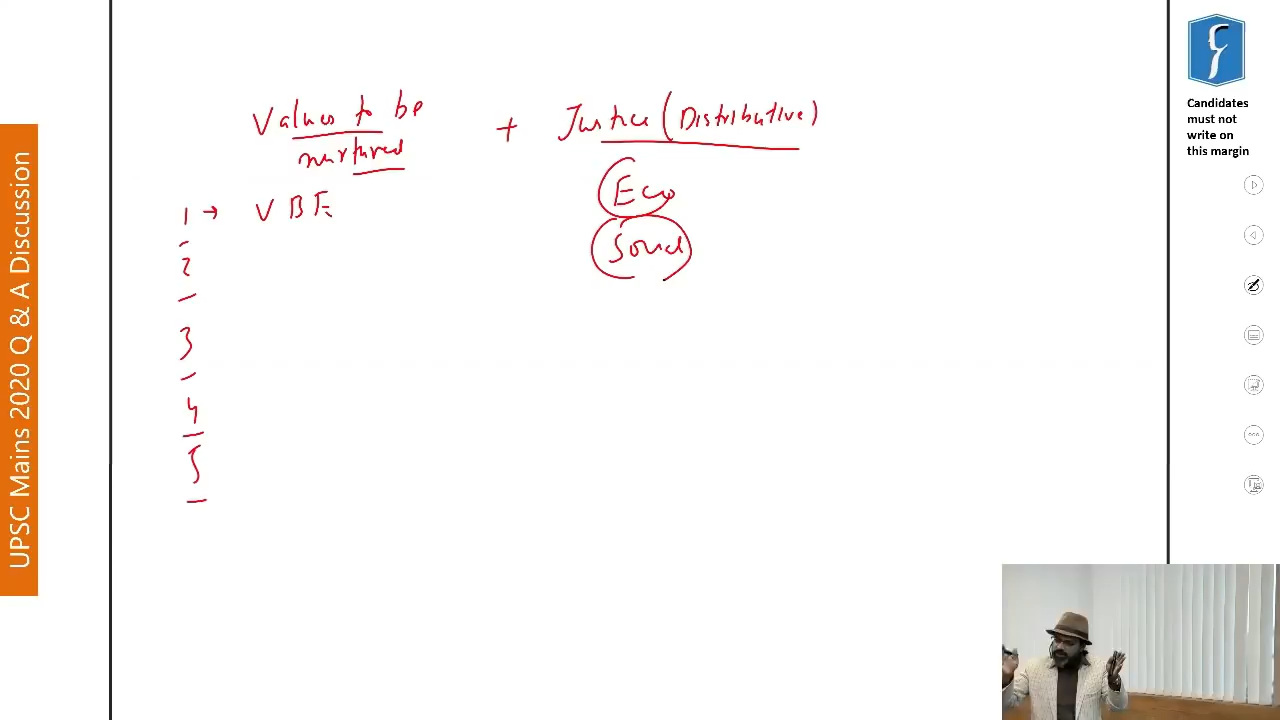 Candidates
must not
write on
this margin
UPSC Mains 2020 Q & A Discussion
Values to be
nurtured
+ Justice (Distributive)
Eco
Social
1 → VBE
2
3
4
5